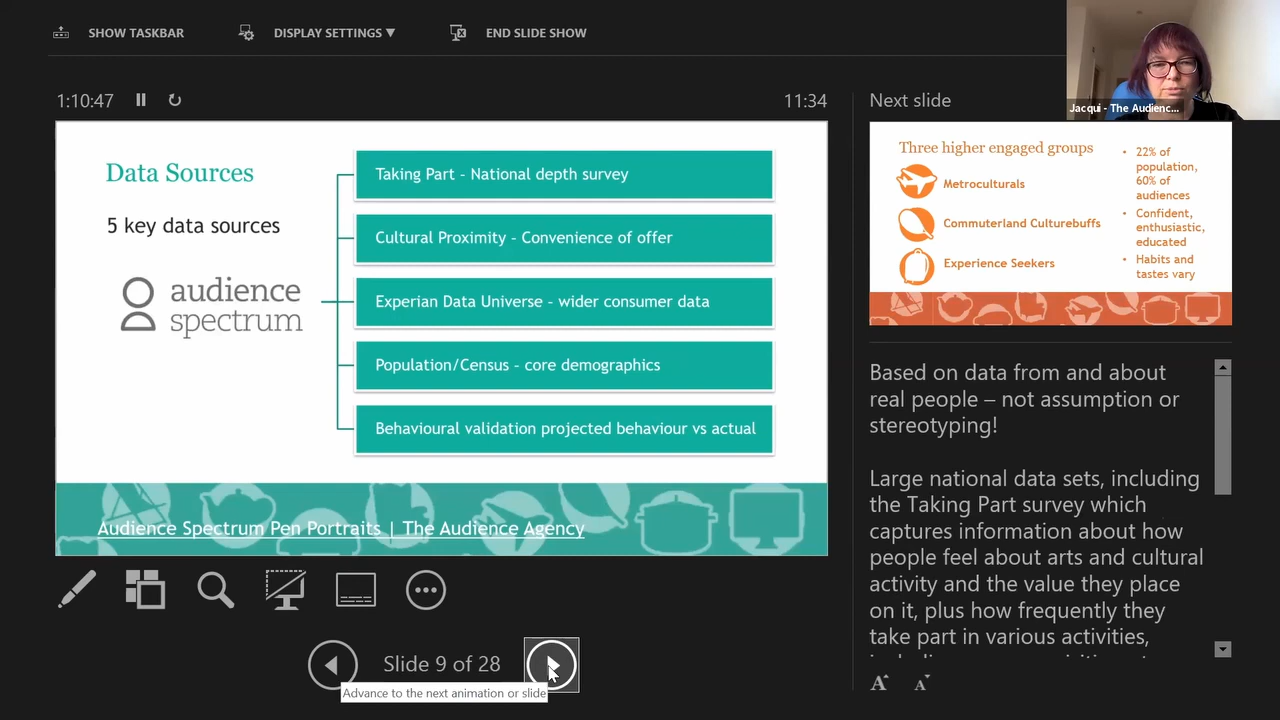 SHOW TASKBAR
DISPLAY SETTINGS ▼
END SLIDE SHOW
Jacqui - The Audienc...
1:10:47
11:34
Data Sources
5 key data sources
audience
spectrum
Taking Part - National depth survey
Cultural Proximity - Convenience of offer
Experian Data Universe - wider consumer data
Population/Census - core demographics
Behavioural validation projected behaviour vs actual
Audience Spectrum Pen Portraits | The Audience Agency
Slide 9 of 28
Advance to the next animation or slide
Next slide
Three higher engaged groups
Metroculturals
Commuterland Culturebuffs
Experience Seekers
• 22% of
population,
60% of
audiences
• Confident,
enthusiastic,
educated
• Habits and
tastes vary
Based on data from and about
real people – not assumption or
stereotyping!
Large national data sets, including
the Taking Part survey which
captures information about how
people feel about arts and cultural
activity and the value they place
on it, plus how frequently they
take part in various activities,
A A